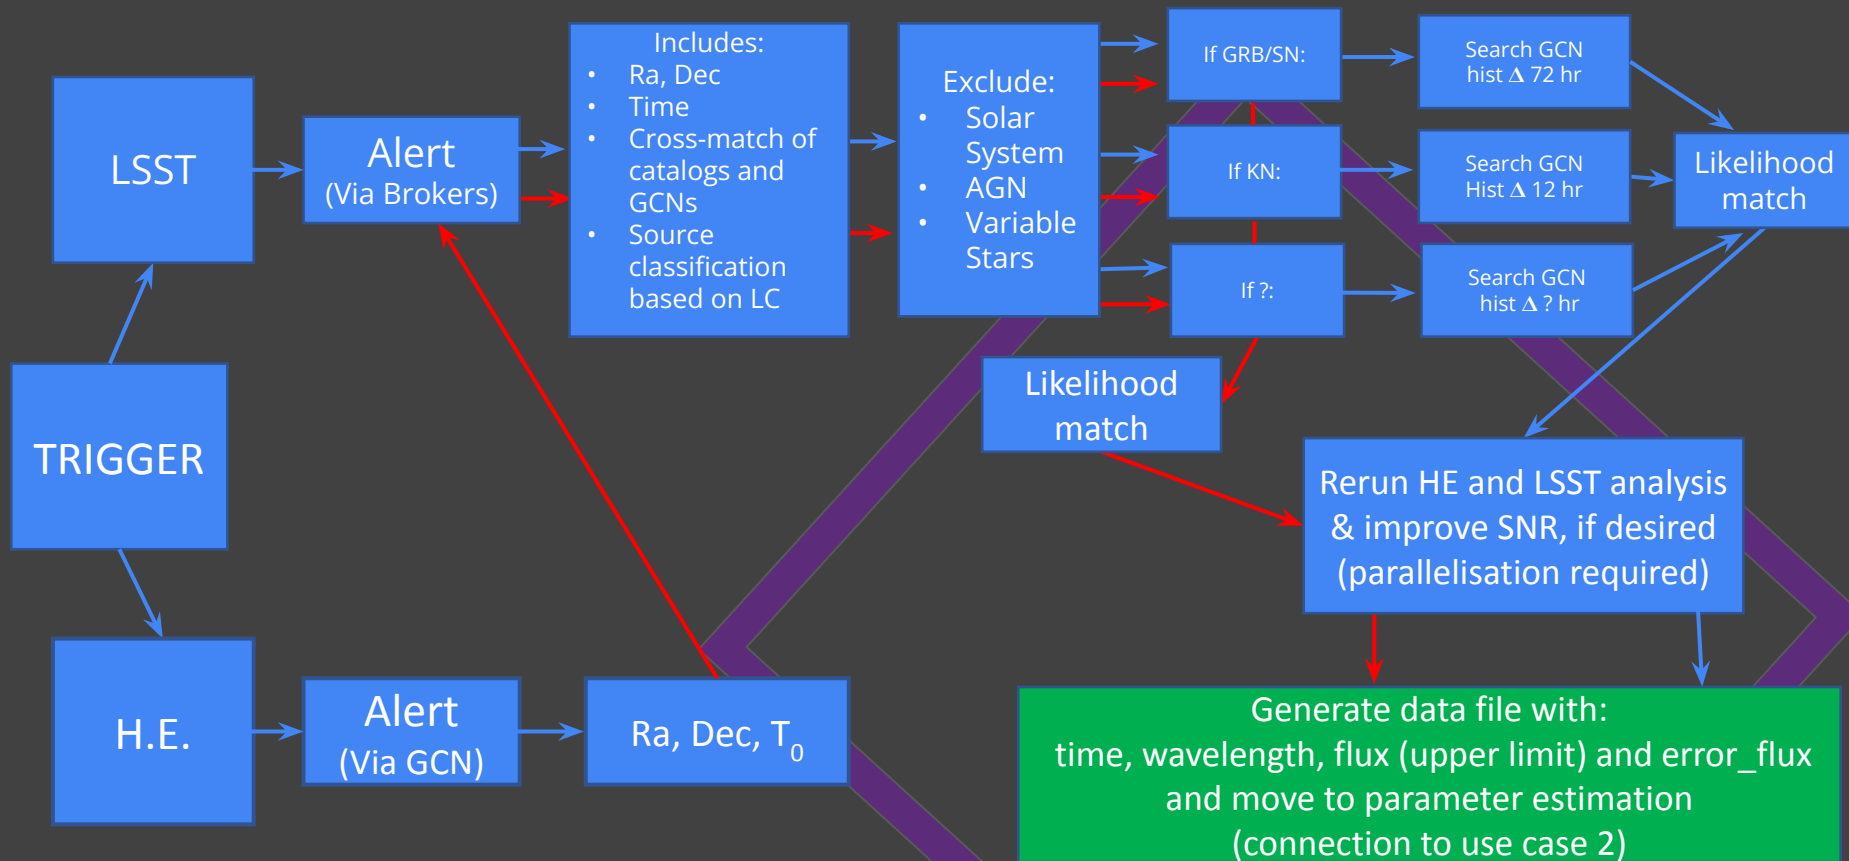 LSST
Alert
(Via Brokers)
Includes:
• Ra, Dec
• Time
• Cross-match of
catalogs and
GCNs
• Source
classification
based on LC
Exclude:
• Solar
System
• AGN
• Variable
Stars
If GRB/SN:
If KN:
If ?:
Search GCN
hist Δ 72 hr
Search GCN
Hist Δ 12 hr
Search GCN
hist Δ ? hr
Likelihood
match
Likelihood
match
TRIGGER
Rerun HE and LSST analysis
& improve SNR, if desired
(parallelisation required)
H.E.
Alert
(Via GCN)
Ra, Dec, T0
Generate data file with:
time, wavelength, flux (upper limit) and error_flux
and move to parameter estimation
(connection to use case 2)